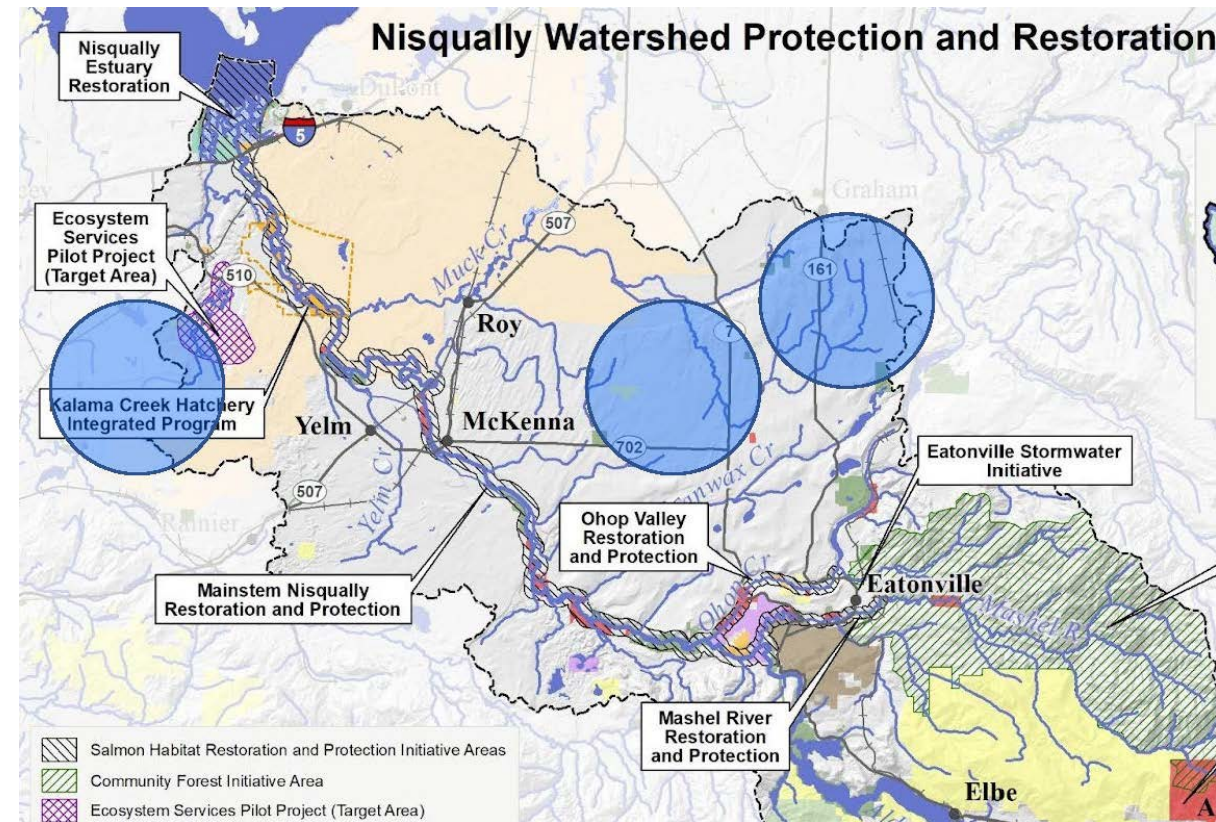 Nisqually Watershed Protection and Restoration
Nisqually
Estuary
Restoration
DuPont
5
Graham
Ecosystem
Services
Pilot Project
(Target Area)
507
510
Muck Cr
161
Roy
7
Kalama Creek Hatchery
Integrated Program
Yelm
McKenna
702
Eatonville Stormwater
Initiative
507
Yelm Cr
Tanwax Cr
Rainier
Ohop Valley
Restoration
and Protection
Mainstem Nisqually
Restoration and Protection
Eatonville
Mashel R
Mashel River
Restoration
and Protection
Salmon Habitat Restoration and Protection Initiative Areas
Community Forest Initiative Area
Ecosystem Services Pilot Project (Target Area)
Elbe
A